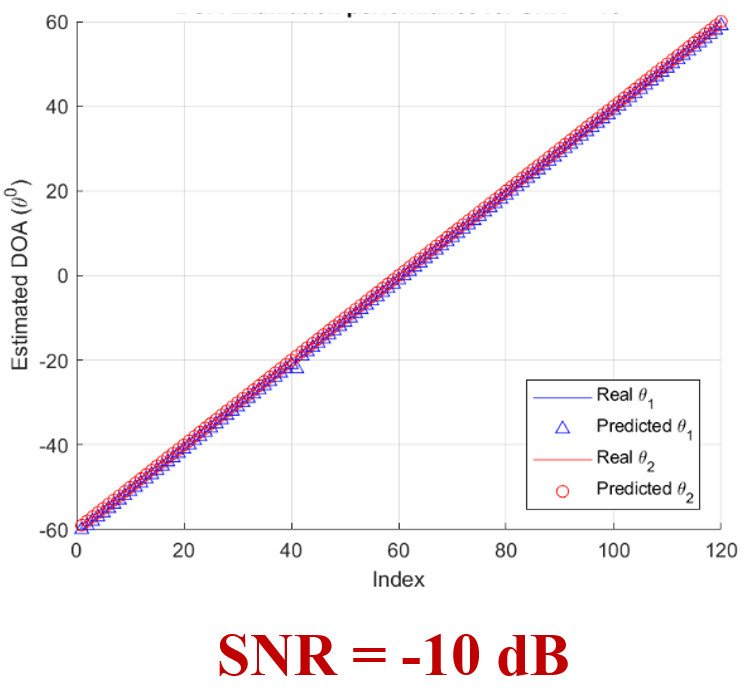 60
40
20
0
-20
-40
-60
Estimated DOA (θ⁰)
0 20 40 60 80 100 120
Index
Real θ₁
Predicted θ₁
Real θ₂
Predicted θ₂
SNR = -10 dB